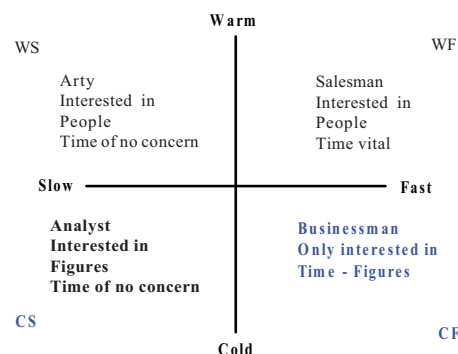 Warm
WS
WF
Arty
Interested in
People
Time of no concern
Salesman
Interested in
People
Time vital
Slow
Fast
Analyst
Interested in
Figures
Time of no concern
Businessman
Only interested in
Time - Figures
CS
CF
Cold